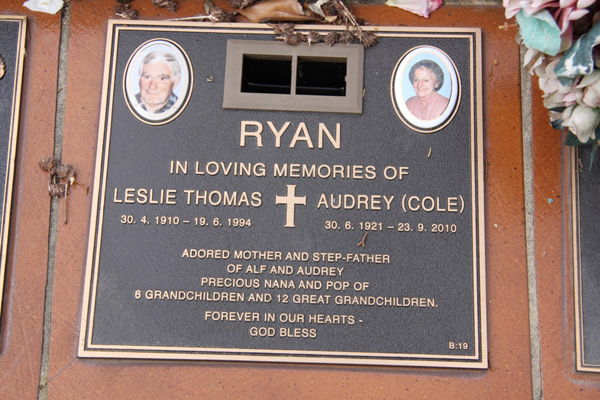 RYAN
IN LOVING MEMORIES OF
LESLIE THOMAS AUDREY (COLE)
30. 4. 1910 – 19. 6. 1994 30. 6. 1921 – 23. 9. 2010
ADORED MOTHER AND STEP-FATHER
OF ALF AND AUDREY
PRECIOUS NANA AND POP OF
6 GRANDCHILDREN AND 12 GREAT GRANDCHILDREN.
FOREVER IN OUR HEARTS -
GOD BLESS
B:19